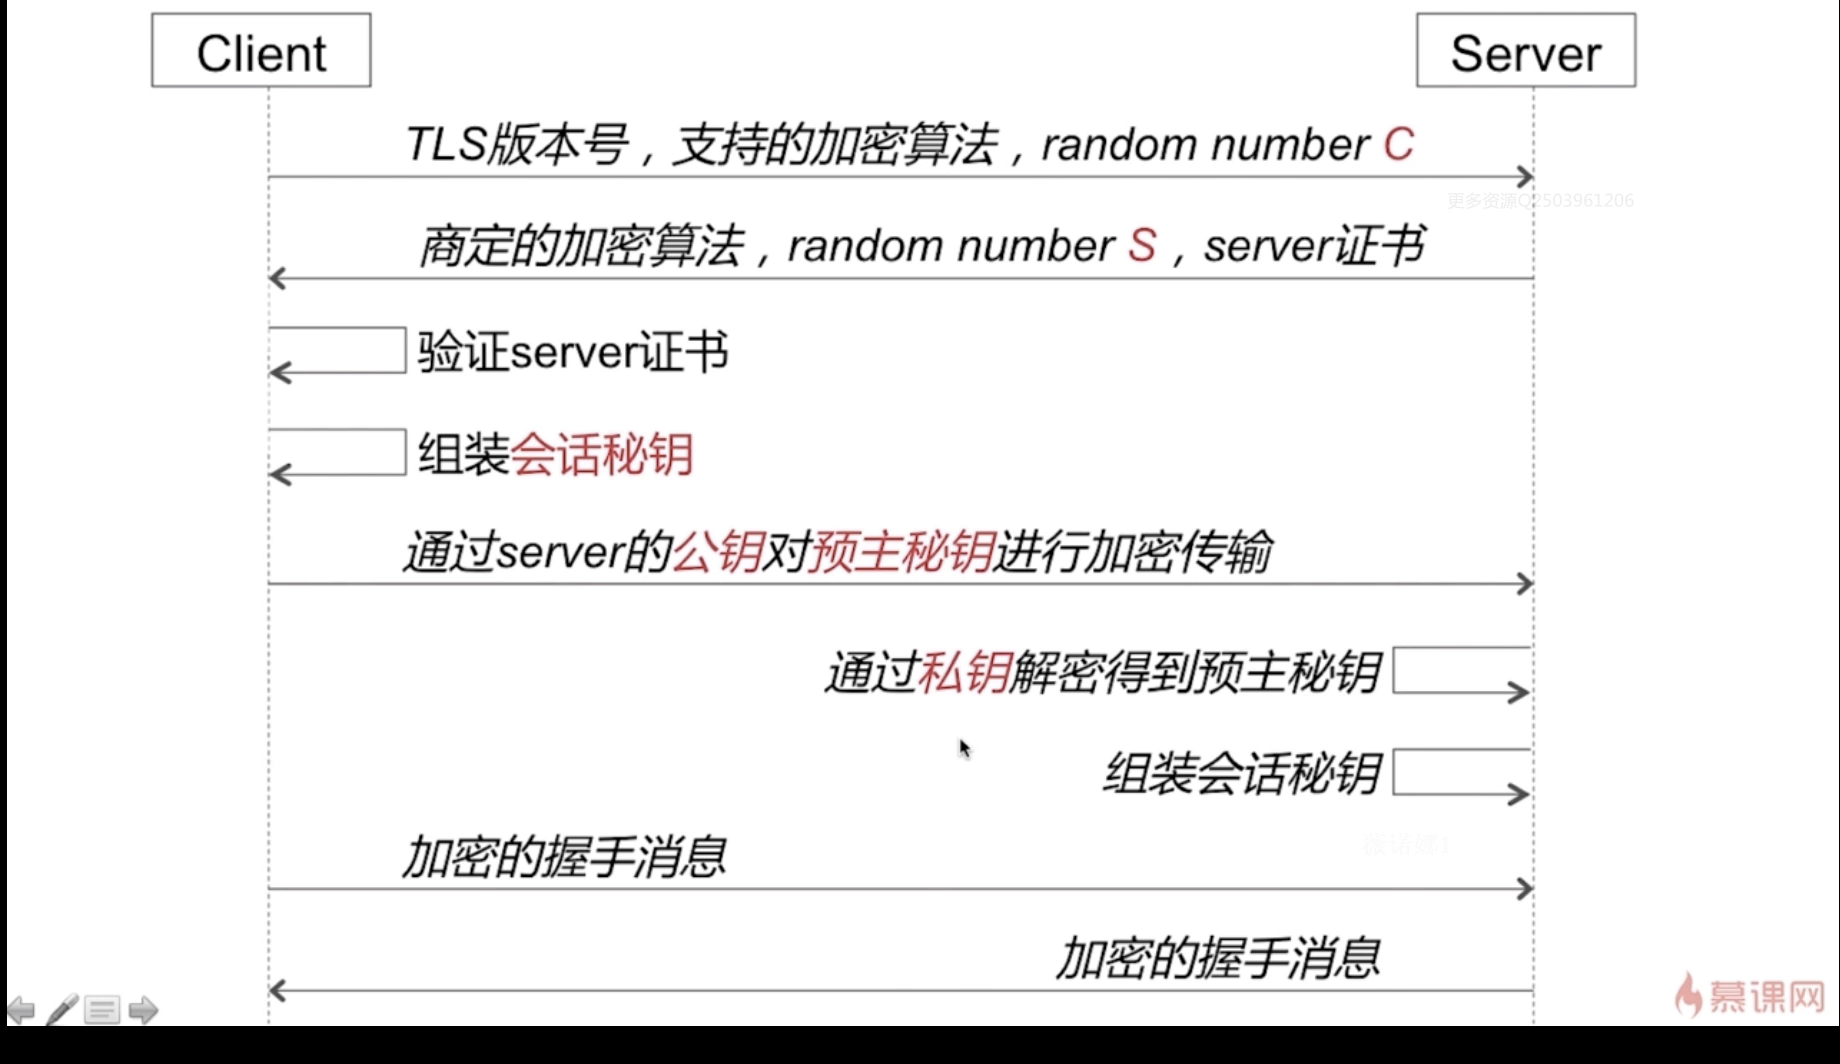 Client
Server
TLS版本号，支持的加密算法，random number C
更多资源Q2503961206
商定的加密算法，random number S，server证书
验证server证书
组装会话秘钥
通过server的公钥对预主秘钥进行加密传输
通过私钥解密得到预主秘钥
组装会话秘钥
加密的握手消息
加密的握手消息
慕课网